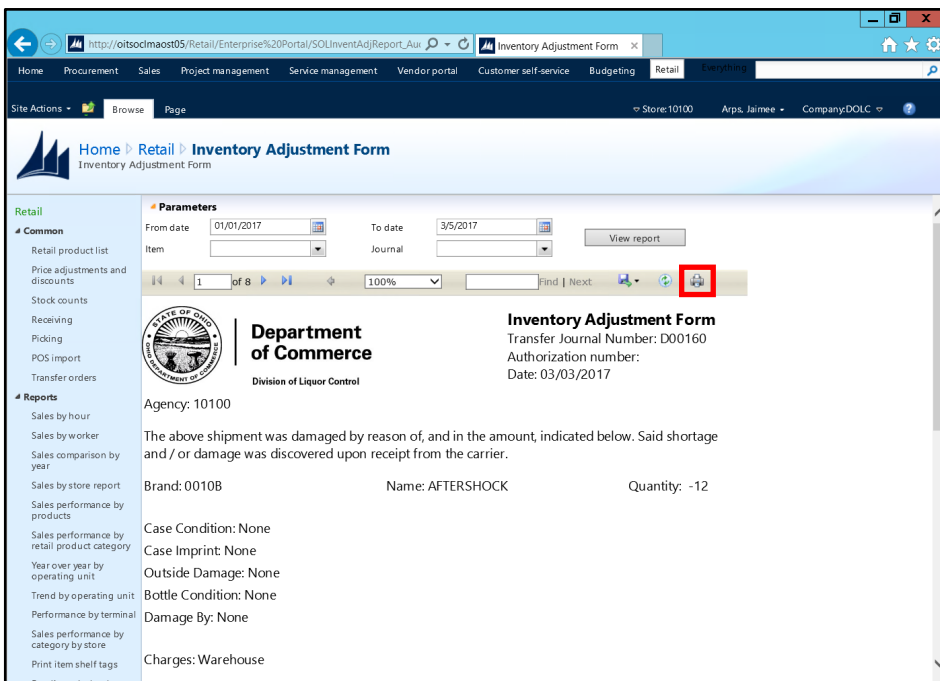 http://oitsoclmaost05/Retail/Enterprise%20Portal/SOLInventAdjReport_Auc
Inventory Adjustment Form
Home Procurement Sales Project management Service management Vendor portal Customer self-service Budgeting Retail Everything
Site Actions Browse Page Store:10100 Arps, Jaimee Company:DOLC
Home Retail Inventory Adjustment Form
Inventory Adjustment Form
Retail
Common
Retail product list
Price adjustments and
discounts
Stock counts
Receiving
Picking
POS import
Transfer orders
Reports
Sales by hour
Sales by worker
Sales comparison by
year
Sales by store report
Sales performance by
products
Sales performance by
retail product category
Year over year by
operating unit
Trend by operating unit
Performance by terminal
Sales performance by
category by store
Print item shelf tags
Parameters
From date 01/01/2017 To date 3/5/2017
View report
Item Journal
1 of 8 100% Find | Next
STATE OF OHIO
OHIO DEPARTMENT OF COMMERCE
Department
of Commerce
Division of Liquor Control
Inventory Adjustment Form
Transfer Journal Number: D00160
Authorization number:
Date: 03/03/2017
Agency: 10100
The above shipment was damaged by reason of, and in the amount, indicated below. Said shortage
and / or damage was discovered upon receipt from the carrier.
Brand: 0010B Name: AFTERSHOCK Quantity: -12
Case Condition: None
Case Imprint: None
Outside Damage: None
Bottle Condition: None
Damage By: None
Charges: Warehouse